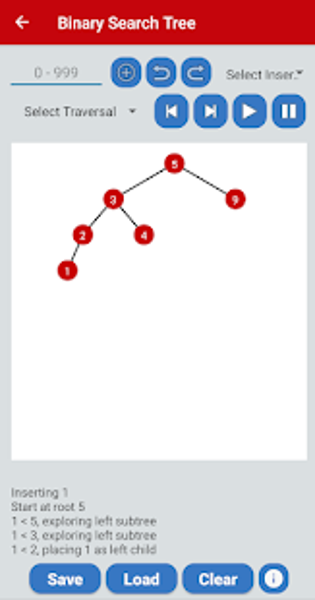 Binary Search Tree
0 - 999
Select Inser.
Select Traversal
5
3
9
2
4
1
Inserting 1
Start at root 5
1 < 5, exploring left subtree
1 < 3, exploring left subtree
1 < 2, placing 1 as left child
Save Load Clear i